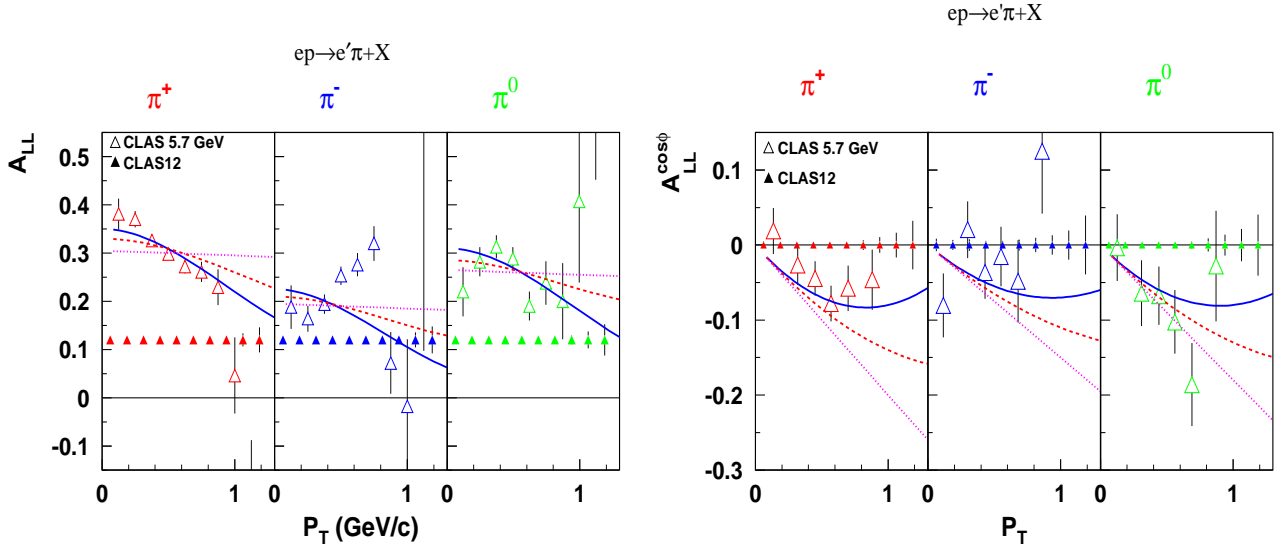 ep→e′π+X
π+ π- π0
A_LL
CLAS 5.7 GeV
CLAS12
0.5
0.4
0.3
0.2
0.1
0
-0.1
0 1 0 1 0 1
P_T (GeV/c)
ep→e'π+X
π+ π- π0
A_LL^cosϕ
CLAS 5.7 GeV
CLAS12
0.1
0
-0.1
-0.2
-0.3
0 1 0 1 0 1
P_T